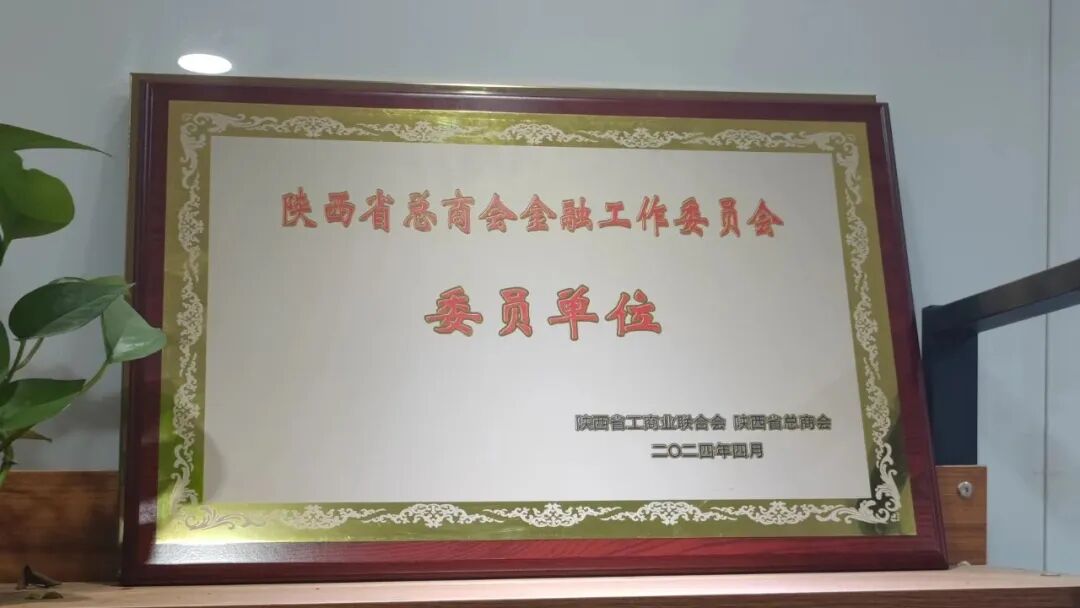 陕西省总商会金融工作委员会
委员单位
陕西省工商业联合会 陕西省总商会
二〇二四年四月